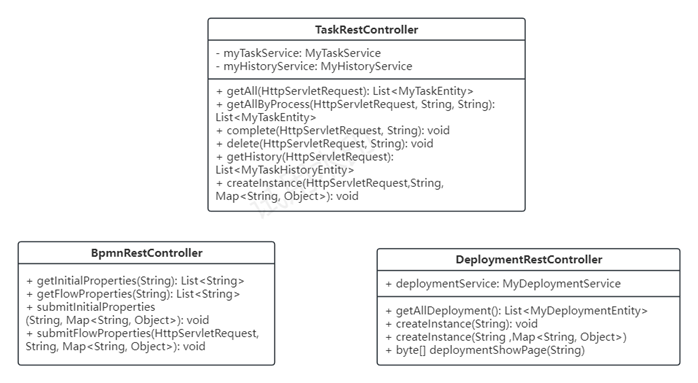 TaskRestController
- myTaskService: MyTaskService
- myHistoryService: MyHistoryService
+ getAll(HttpServletRequest): List<MyTaskEntity>
+ getAllByProcess(HttpServletRequest, String, String):
List<MyTaskEntity>
+ complete(HttpServletRequest, String): void
+ delete(HttpServletRequest, String): void
+ getHistory(HttpServletRequest):
List<MyTaskHistoryEntity>
+ createInstance(HttpServletRequest,String,
Map<String, Object>): void
BpmnRestController
+ getInitialProperties(String): List<String>
+ getFlowProperties(String): List<String>
+ submitInitialProperties
(String, Map<String, Object>): void
+ submitFlowProperties(HttpServletRequest,
String, Map<String, Object>): void
DeploymentRestController
+ deploymentService: MyDeploymentService
+ getAllDeployment(): List<MyDeploymentEntity>
+ createInstance(String): void
+ createInstance(String ,Map<String, Object>)
+ byte[] deploymentShowPage(String)